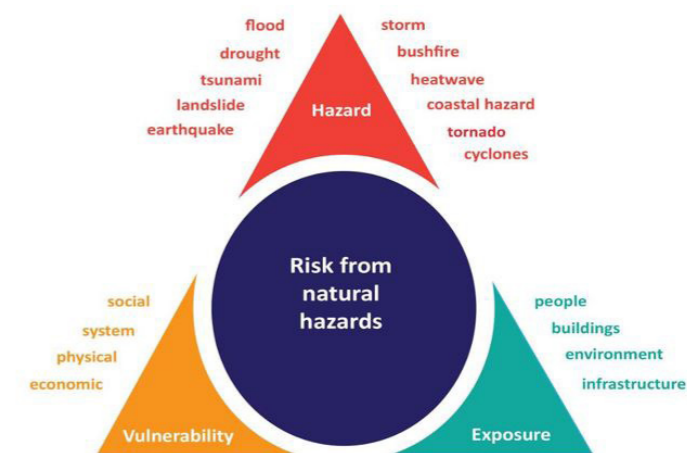 flood
drought
tsunami
landslide
earthquake
storm
bushfire
heatwave
coastal hazard
tornado
cyclones
Hazard
Risk from
natural
hazards
social
system
physical
economic
Vulnerability
people
buildings
environment
infrastructure
Exposure